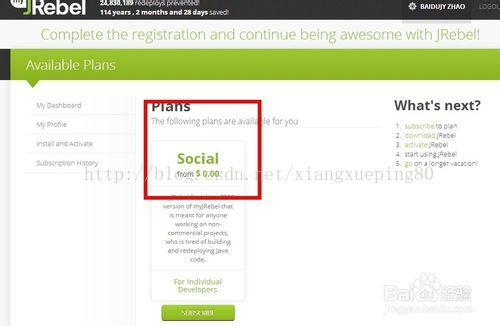 my
JRebel
24,830,189 redeploys prevented!
114 years , 2 months and 28 days saved!
BAIDUJY ZHAO
LOGOU
Complete the registration and continue being awesome with JRebel!
Available Plans
My Dashboard
My Profile
Install and Activate
Subscription History
Plans
The following plans are available for you
Social
from $ 0.00
version of myJRebel that
is meant for anyone
working on non-
commercial projects,
who is tired of building
and redeploying Java
code.
For Individual
Developers
SUBSCRIBE
What's next?
1. subscribe to plan
2. download JRebel
3. activate JRebel
4. start using JRebel
5. go on a longer vacation!
http://blog.csdn.net/xiangxueping80
Baidu 经验
jingyan.baidu.com